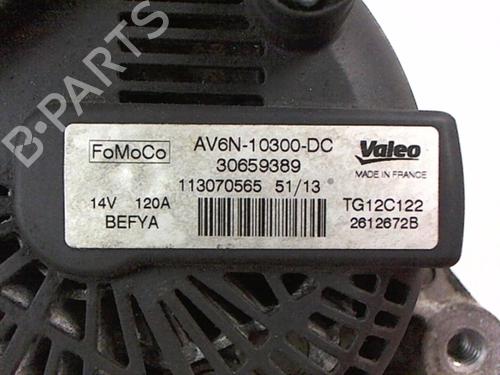 B-PARTS
FoMoCo
AV6N-10300-DC
30659389
Valeo
MADE IN FRANCE
113070565 51/13
14V 120A
BEFYA
TG12C122
2612672B